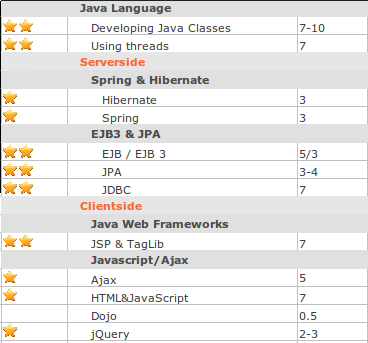 Java Language
Developing Java Classes 7-10
Using threads 7
Serverside
Spring & Hibernate
Hibernate 3
Spring 3
EJB3 & JPA
EJB / EJB 3 5/3
JPA 3-4
JDBC 7
Clientside
Java Web Frameworks
JSP & TagLib 7
Javascript/Ajax
Ajax 5
HTML&JavaScript 7
Dojo 0.5
jQuery 2-3